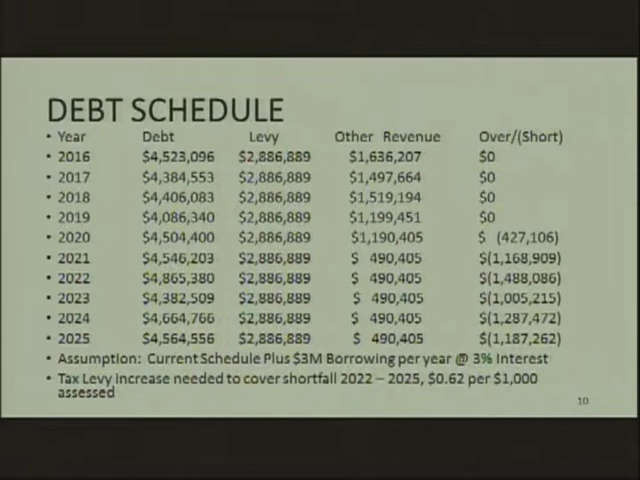 DEBT SCHEDULE
• Year Debt Levy Other Revenue Over/(Short)
• 2016 $4,523,096 $2,886,889 $1,636,207 $0
• 2017 $4,384,553 $2,886,889 $1,497,664 $0
• 2018 $4,406,083 $2,886,889 $1,519,194 $0
• 2019 $4,086,340 $2,886,889 $1,199,451 $0
• 2020 $4,504,400 $2,886,889 $1,190,405 $ (427,106)
• 2021 $4,546,203 $2,886,889 $ 490,405 $(1,168,909)
• 2022 $4,865,380 $2,886,889 $ 490,405 $(1,488,086)
• 2023 $4,382,509 $2,886,889 $ 490,405 $(1,005,215)
• 2024 $4,664,766 $2,886,889 $ 490,405 $(1,287,472)
• 2025 $4,564,556 $2,886,889 $ 490,405 $(1,187,262)
• Assumption: Current Schedule Plus $3M Borrowing per year @ 3% Interest
• Tax Levy increase needed to cover shortfall 2022 – 2025, $0.62 per $1,000
assessed
10